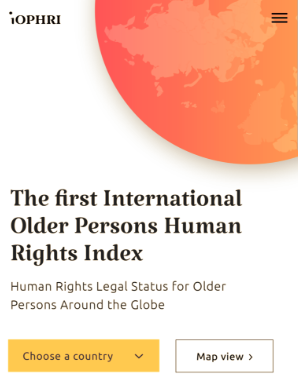 iOPHRI
The first International
Older Persons Human
Rights Index
Human Rights Legal Status for Older
Persons Around the Globe
Choose a country
Map view